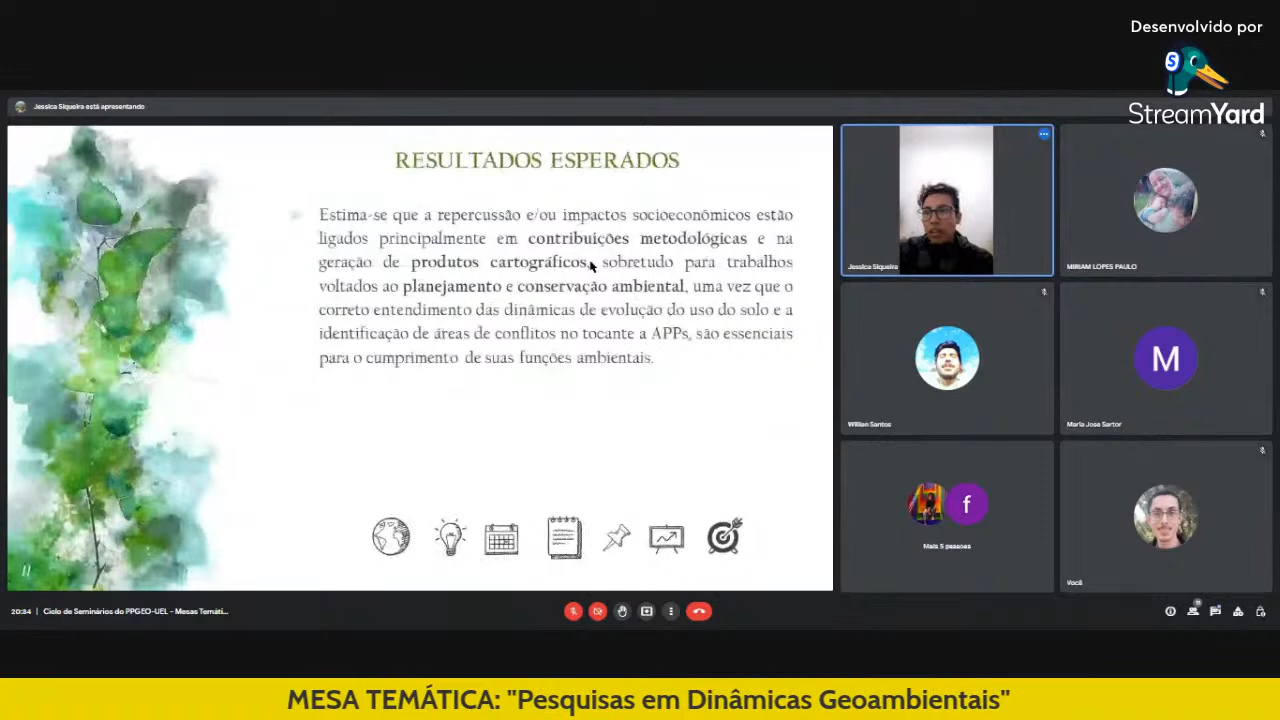 Desenvolvido por
StreamYard
Jessica Siqueira está apresentando
RESULTADOS ESPERADOS
Estima-se que a repercussão e/ou impactos socioeconômicos estão
ligados principalmente em contribuições metodológicas e na
geração de produtos cartográficos, sobretudo para trabalhos
voltados ao planejamento e conservação ambiental, uma vez que o
correto entendimento das dinâmicas de evolução do uso do solo e a
identificação de áreas de conflitos no tocante a APPs, são essenciais
para o cumprimento de suas funções ambientais.
11
Jessica Siqueira
MIRIAM LOPES PAULO
Willian Santos
M
Maria Jose Sartor
f
Mais 5 pessoas
Você
20:34 | Ciclo de Seminários do PPGEO-UEL - Mesas Temáti...
MESA TEMÁTICA: "Pesquisas em Dinâmicas Geoambientais"